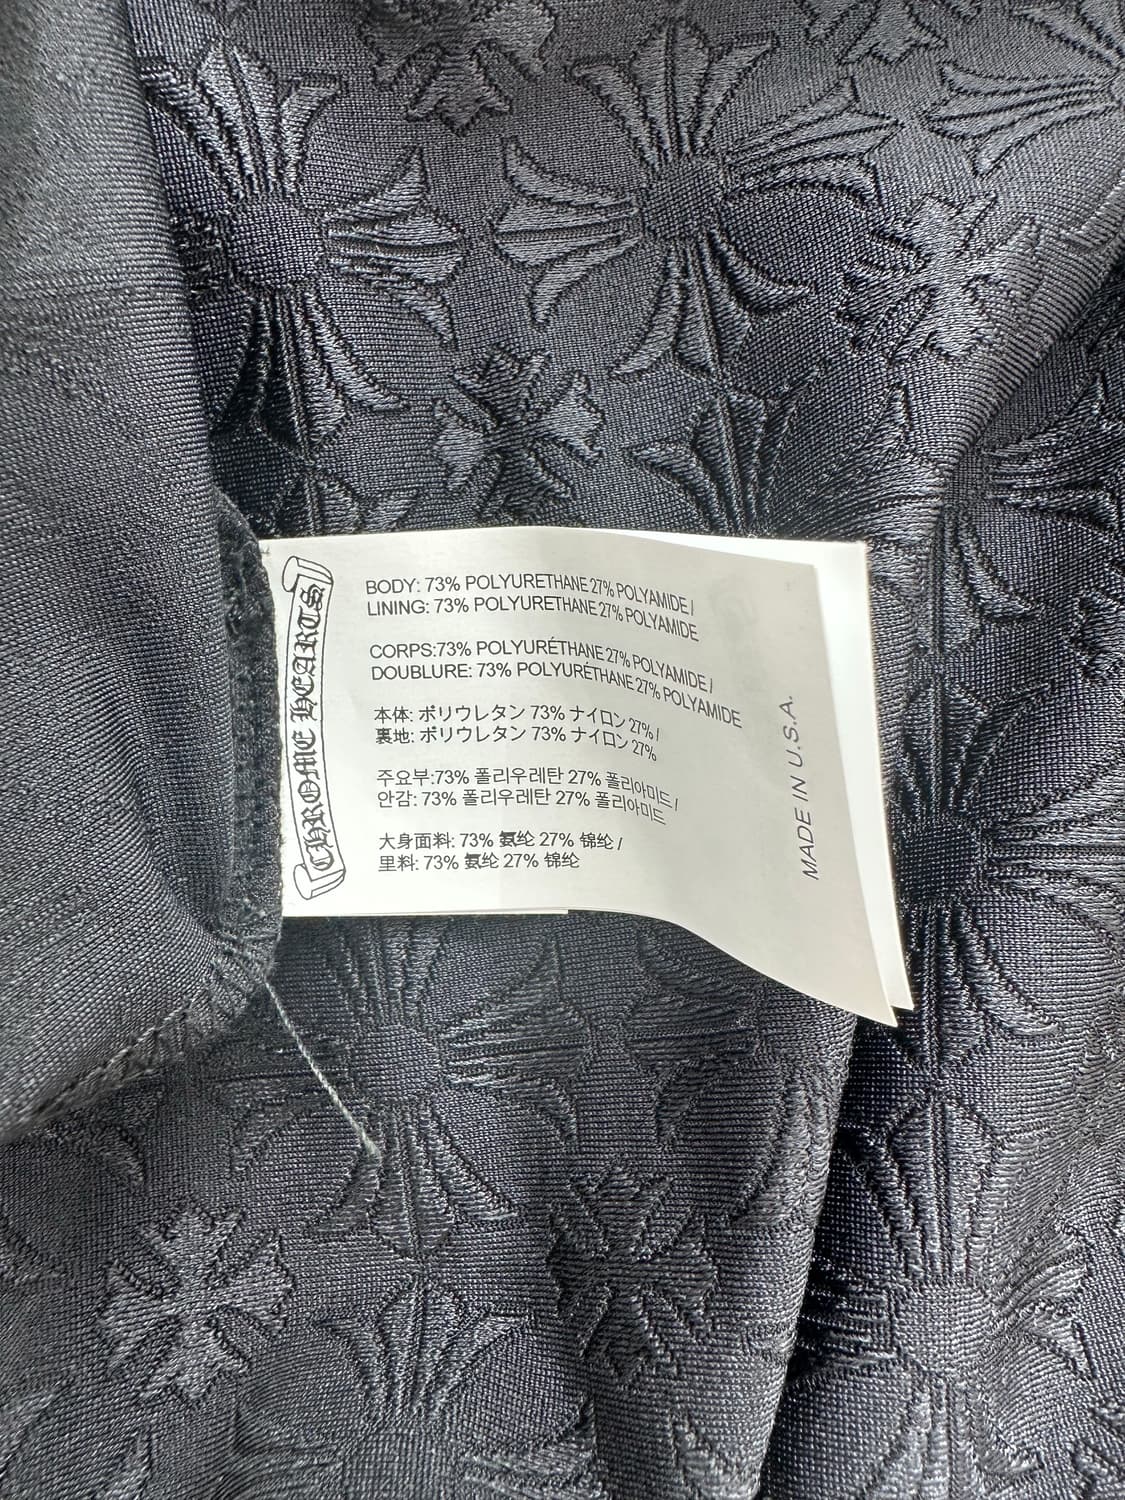 CHROME HEARTS
BODY: 73% POLYURETHANE 27% POLYAMIDE /
LINING: 73% POLYURETHANE 27% POLYAMIDE
CORPS:73% POLYURÉTHANE 27% POLYAMIDE /
DOUBLURE: 73% POLYURÉTHANE 27% POLYAMIDE
本体: ポリウレタン 73% ナイロン 27% /
裏地: ポリウレタン 73% ナイロン 27%
주요부:73% 폴리우레탄 27% 폴리아미드 /
안감: 73% 폴리우레탄 27% 폴리아미드
大身面料: 73% 氨纶 27% 锦纶 /
里料: 73% 氨纶 27% 锦纶
MADE IN U.S.A.